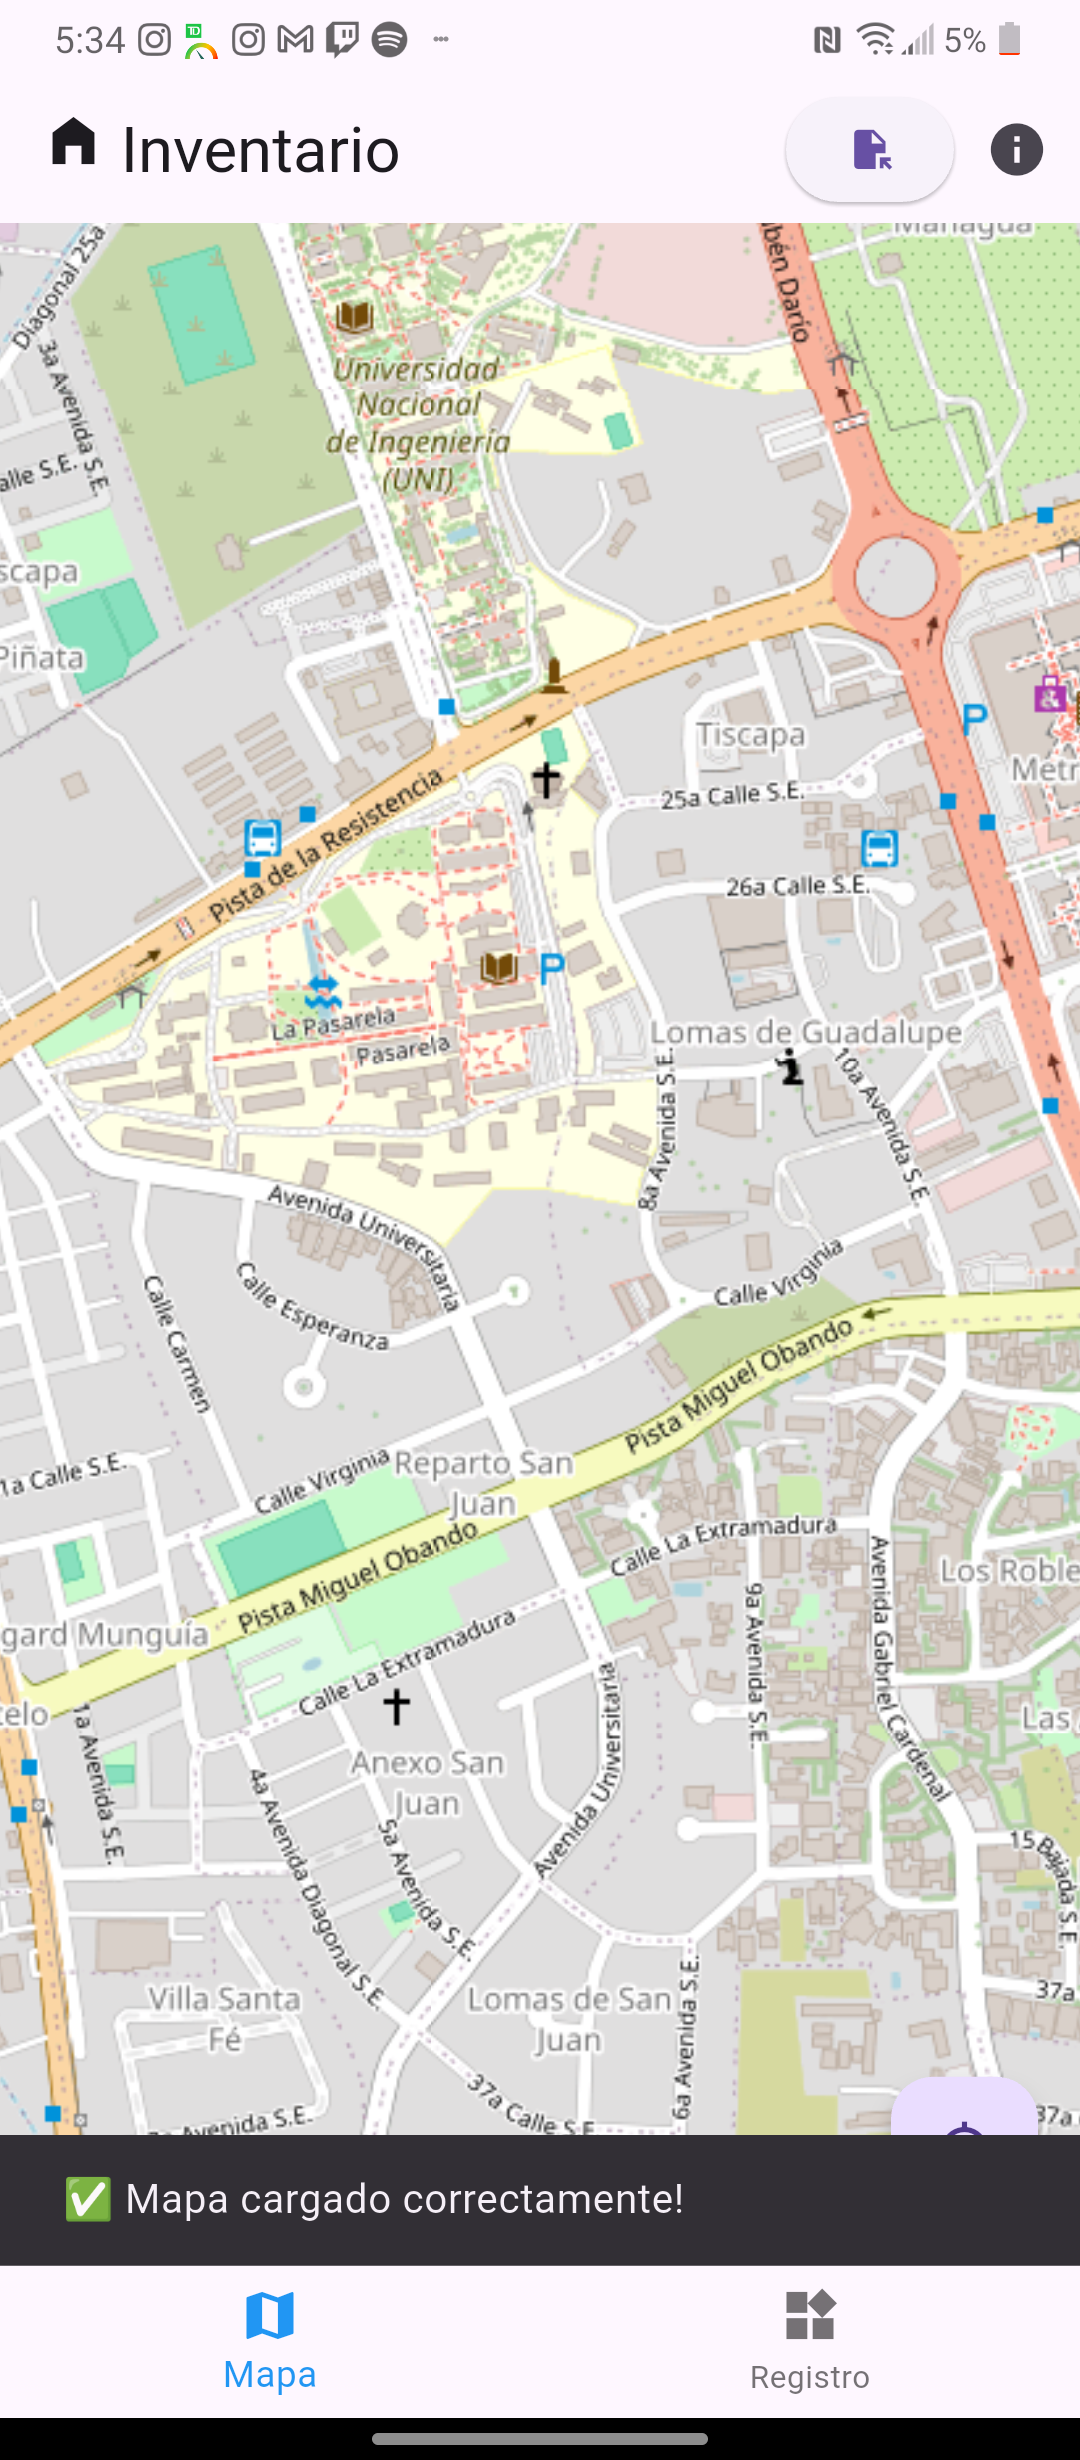 5:34
TD
5%
Inventario
Managua
Diagonal 25a
bén Darío
3a Avenida S.E.
Universidad
Nacional
de Ingeniería
(UNI)
alle S.E.
scapa
Piñata
Tiscapa
P
Metr
25a Calle S.E.
Pista de la Resistencia
26a Calle S.E.
P
La Pasarela
Pasarela
Lomas de Guadalupe
10a Avenida S.E.
8a Avenida S.E.
Avenida Universitaria
Calle Virginia
Calle Esperanza
Calle Carmen
Pista Miguel Obando
1a Calle S.E.
Calle Virginia
Reparto San
Juan
Pista Miguel Obando
Calle La Extramadura
Los Roble
gard Munguía
Calle La Extramadura
9a Avenida S.E.
Avenida Gabriel Cardenal
telo
1a Avenida S.E.
Avenida Universitaria
Las
Anexo San
Juan
4a Avenida Diagonal S.E.
5a Avenida S.E.
15 Bajada S.E.
Villa Santa
Fé
Lomas de San
Juan
6a Avenida S.E.
37a
37a Calle S.E.
Avenida S.E.
37a
✅ Mapa cargado correctamente!
Mapa
Registro